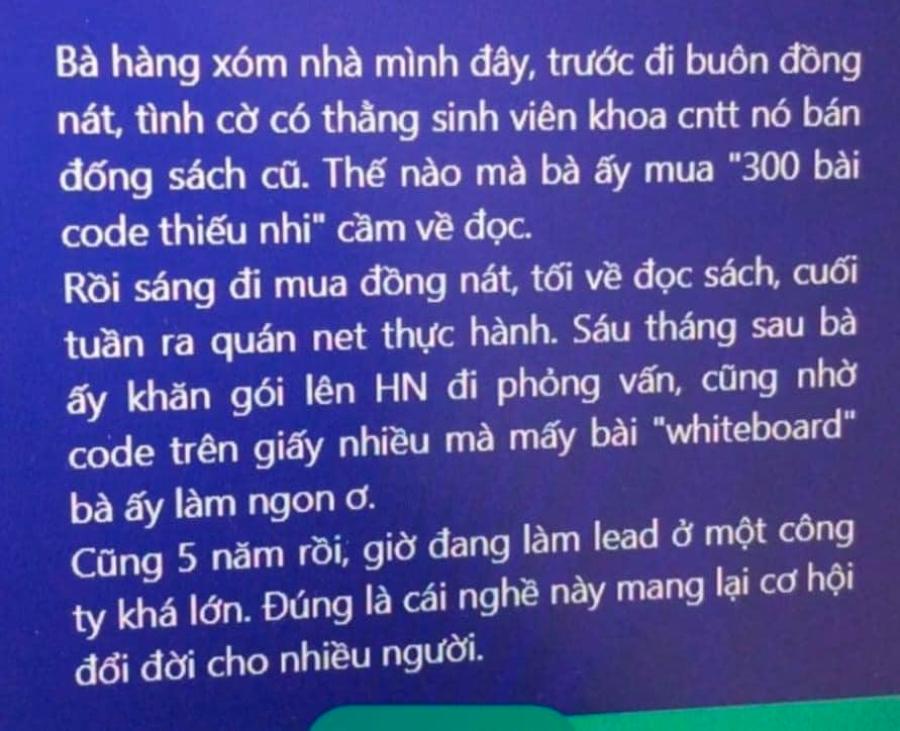 Bà hàng xóm nhà mình đây, trước đi buôn đồng
nát, tình cờ có thằng sinh viên khoa cntt nó bán
đống sách cũ. Thế nào mà bà ấy mua "300 bài
code thiếu nhi" cầm về đọc.
Rồi sáng đi mua đồng nát, tối về đọc sách, cuối
tuần ra quán net thực hành. Sáu tháng sau bà
ấy khăn gói lên HN đi phỏng vấn, cũng nhờ
code trên giấy nhiều mà mấy bài "whiteboard"
bà ấy làm ngon ơ.
Cũng 5 năm rồi, giờ đang làm lead ở một công
ty khá lớn. Đúng là cái nghề này mang lại cơ hội
đổi đời cho nhiều người.